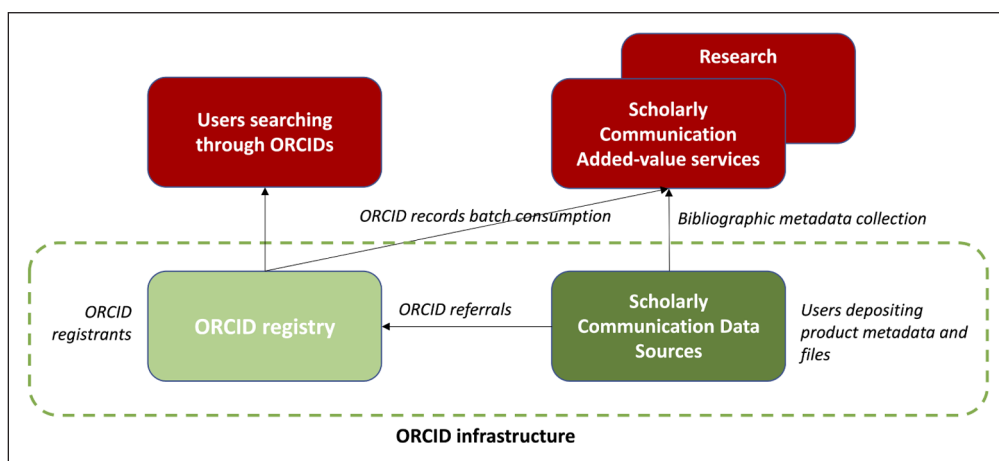 Research
Users searching
through ORCIDs
Scholarly
Communication
Added-value services
ORCID records batch consumption
Bibliographic metadata collection
ORCID
registrants
ORCID registry
ORCID referrals
Scholarly
Communication Data
Sources
Users depositing
product metadata and
files
ORCID infrastructure